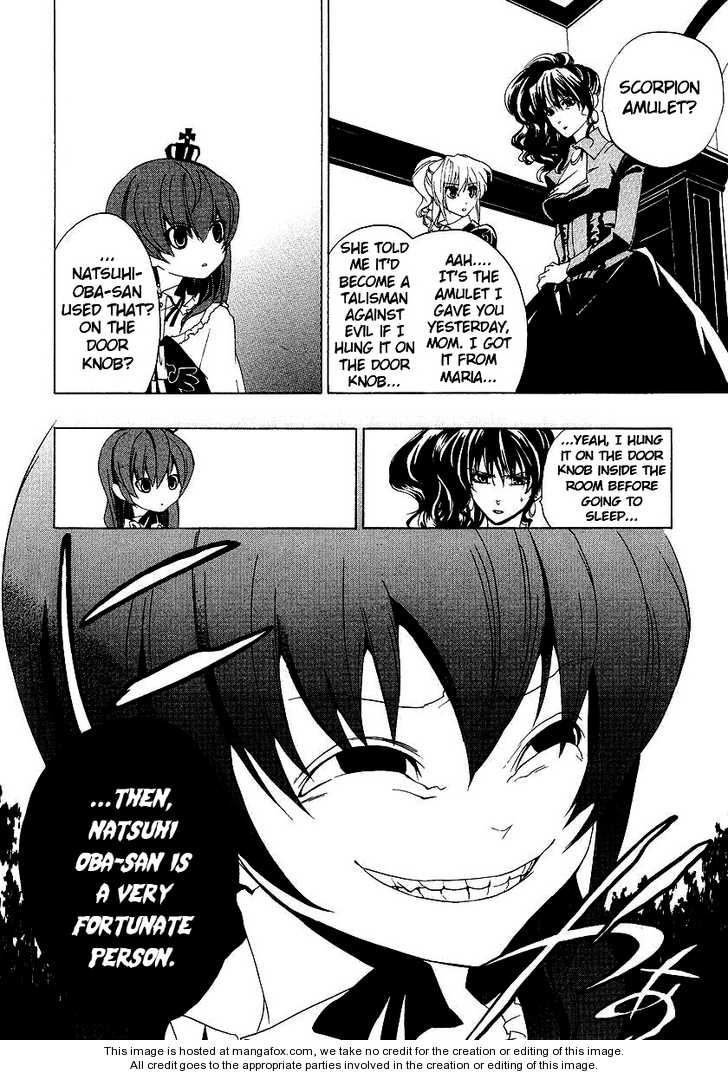 SCORPION
AMULET?
AAH....
IT'S THE
AMULET I
GAVE YOU
YESTERDAY,
MOM. I GOT
IT FROM
MARIA...
SHE TOLD
ME IT'D
BECOME A
TALISMAN
AGAINST
EVIL IF I
HUNG IT ON
THE DOOR
KNOB...
...
NATSUHI-
OBA-SAN
USED THAT?
ON THE
DOOR
KNOB?
...YEAH, I HUNG
IT ON THE DOOR
KNOB INSIDE THE
ROOM BEFORE
GOING TO
SLEEP...
...THEN,
NATSUHI
OBA-SAN IS
A VERY
FORTUNATE
PERSON.
This image is hosted at mangafox.com, we take no credit for the creation or editing of this image.
All credit goes to the appropriate parties involved in the creation or editing of this image.